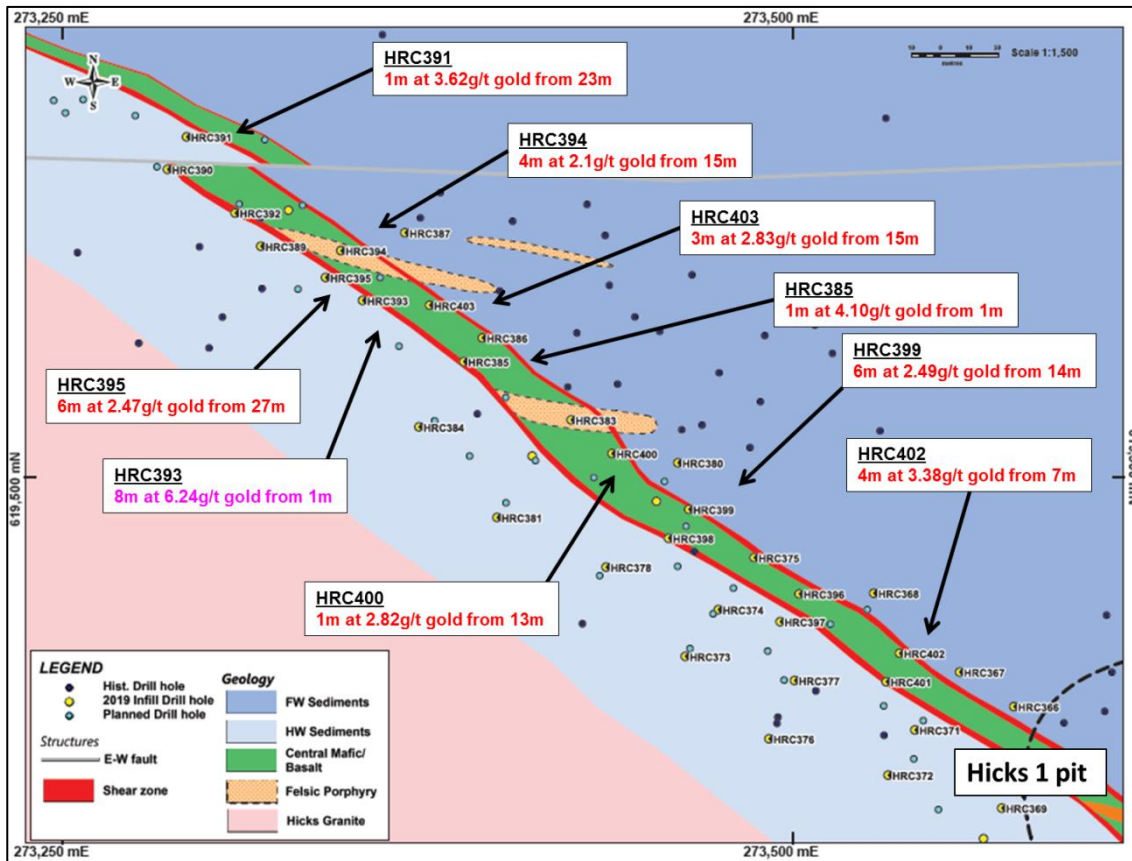 273,250 mE
273,500 mE
N
W E
S
10 0 10 20
metres
Scale 1:1,500
HRC391
1m at 3.62g/t gold from 23m
HRC394
4m at 2.1g/t gold from 15m
HRC403
3m at 2.83g/t gold from 15m
HRC385
1m at 4.10g/t gold from 1m
HRC399
6m at 2.49g/t gold from 14m
HRC402
4m at 3.38g/t gold from 7m
HRC395
6m at 2.47g/t gold from 27m
HRC393
8m at 6.24g/t gold from 1m
HRC400
1m at 2.82g/t gold from 13m
HRC391
HRC390
HRC392
HRC387
HRC389
HRC394
HRC395
HRC393
HRC403
HRC386
HRC385
HRC384
HRC383
HRC400
HRC380
HRC381
HRC399
HRC398
HRC378
HRC375
HRC374
HRC396
HRC368
HRC397
HRC373
HRC402
HRC377
HRC401
HRC367
HRC366
HRC376
HRC371
HRC372
HRC369
619,500 mN
Hicks 1 pit
LEGEND
Hist. Drill hole
2019 Infill Drill hole
Planned Drill hole
Structures
E-W fault
Shear zone
Geology
FW Sediments
HW Sediments
Central Mafic/
Basalt
Felsic Porphyry
Hicks Granite
273,250 mE
273,500 mE